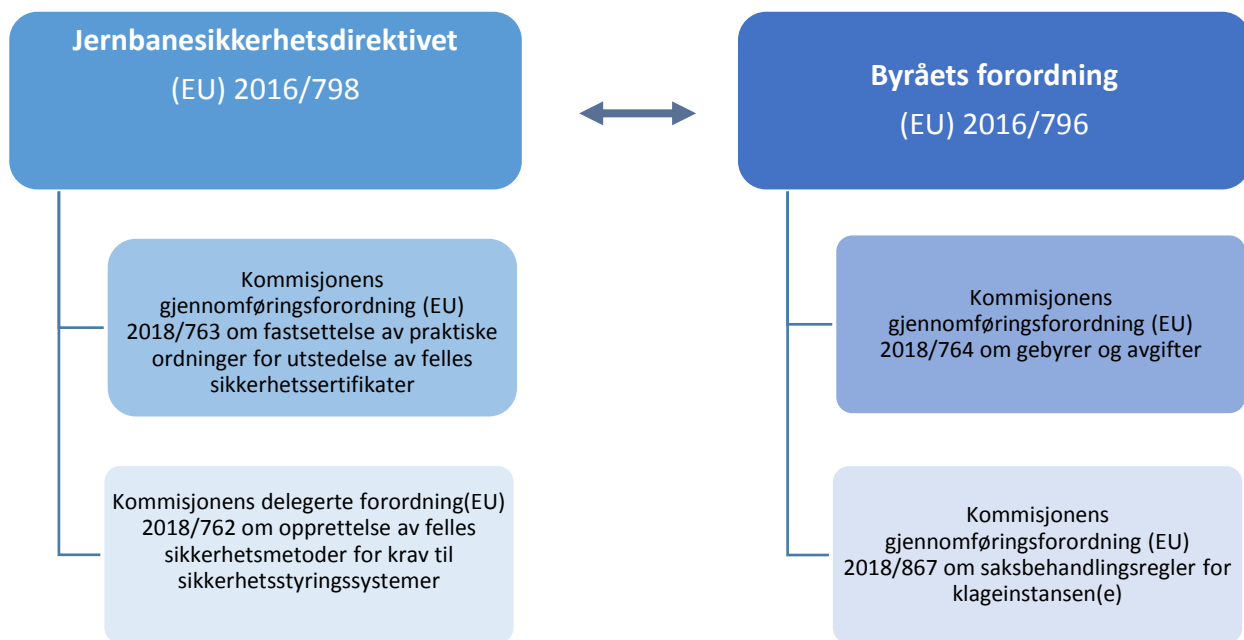 Jernbanesikkerhetsdirektivet
(EU) 2016/798
Byråets forordning
(EU) 2016/796
Kommisjonens
gjennomføringsforordning (EU)
2018/763 om fastsettelse av praktiske
ordninger for utstedelse av felles
sikkerhetssertifikater
Kommisjonens
gjennomføringsforordning (EU)
2018/764 om gebyrer og avgifter
Kommisjonens delegerte forordning(EU)
2018/762 om opprettelse av felles
sikkerhetsmetoder for krav til
sikkerhetsstyringssystemer
Kommisjonens
gjennomføringsforordning (EU)
2018/867 om saksbehandlingsregler for
klageinstansen(e)